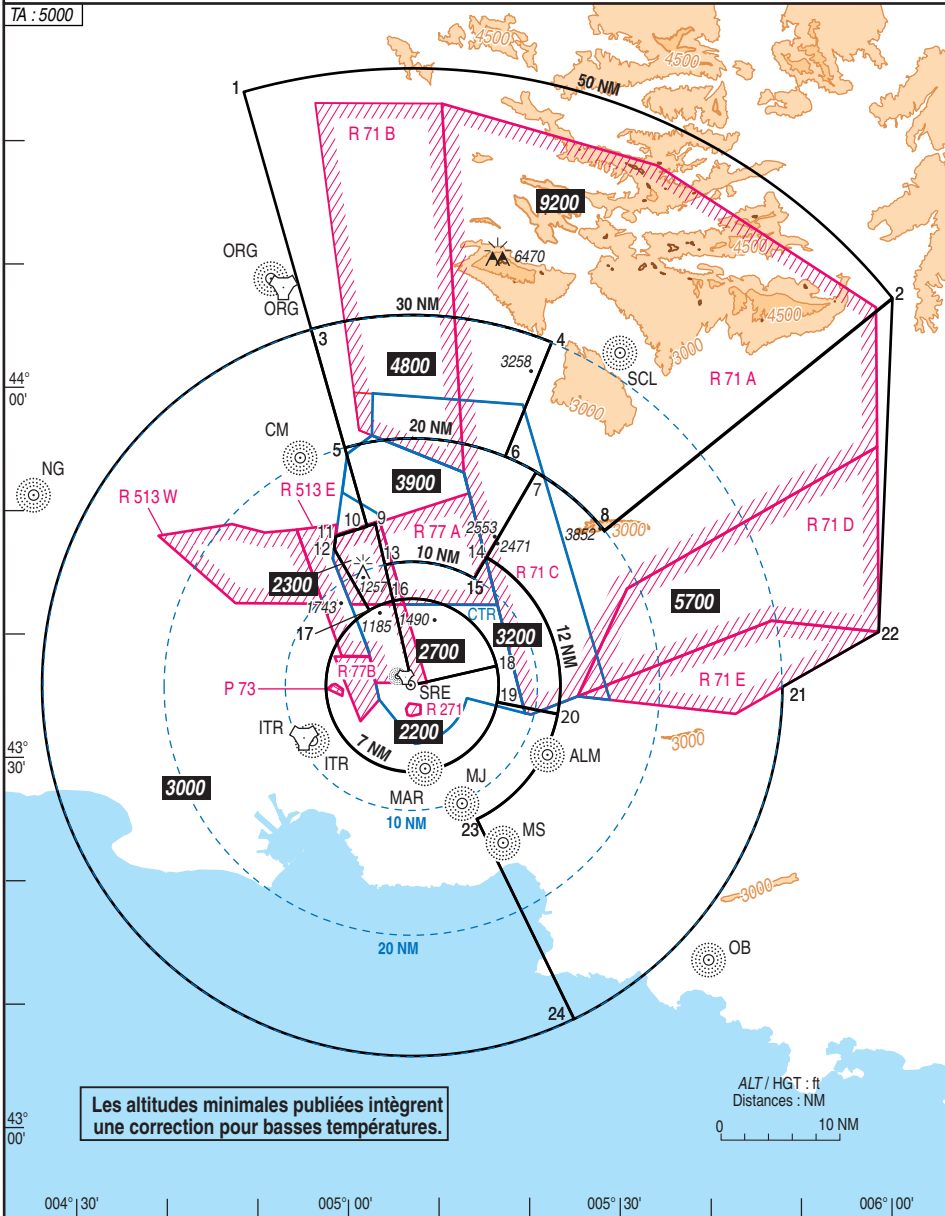 TA : 5000
4500
4500
1
50 NM
R 71 B
9200
6470
4500
ORG
ORG
2
30 NM
4500
3
4
3000
3258
4800
SCL
R 71 A
44°
00'
3000
CM
20 NM
5
6
NG
3900
7
R 513 W
R 513 E
8
10
9
R 77 A
2553
3852
3000
R 71 D
11
12
13
10 NM
14
2471
R 71 C
15
1257
2300
16
5700
1743
CTR
17
1185
1490
3200
12 NM
22
2700
18
R 77B
R 71 E
P 73
SRE
19
21
R 271
20
ITR
2200
3000
43°
30'
ITR
7 NM
ALM
3000
MJ
MAR
10 NM
23
MS
3000
20 NM
OB
24
Les altitudes minimales publiées intègrent
une correction pour basses températures.
ALT / HGT : ft
Distances : NM
0
10 NM
43°
00'
004°30'
005°00'
005°30'
006°00'